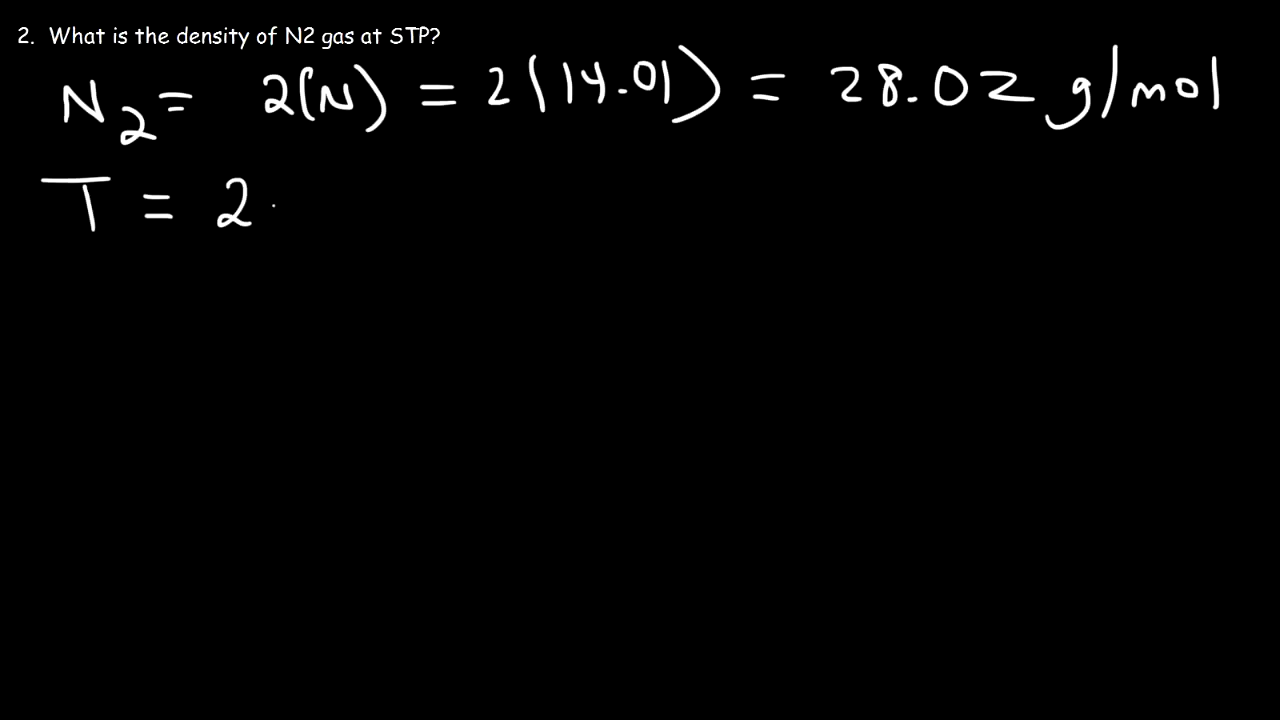 2. What is the density of N2 gas at STP?
N2 = 2(N) = 2(14.01) = 28.02 g/mol
T = 2